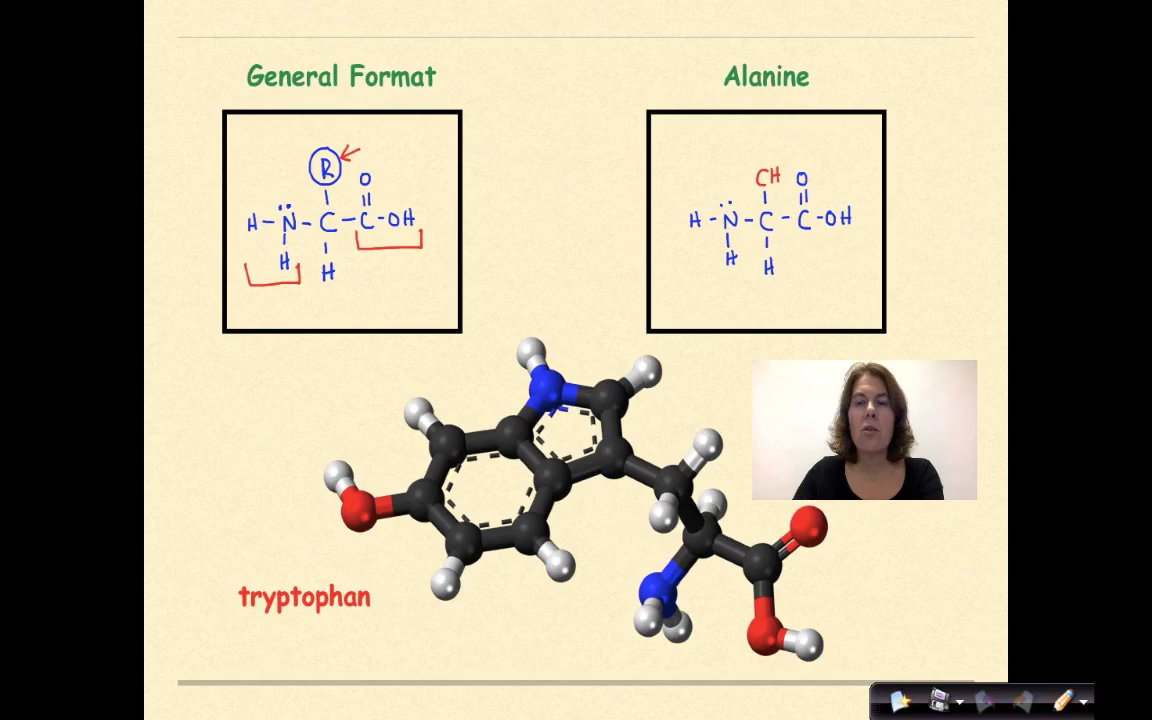 General Format
Alanine
R
O
H - N - C - C - OH
H
H
CH
O
H - N - C - C - OH
H
H
tryptophan